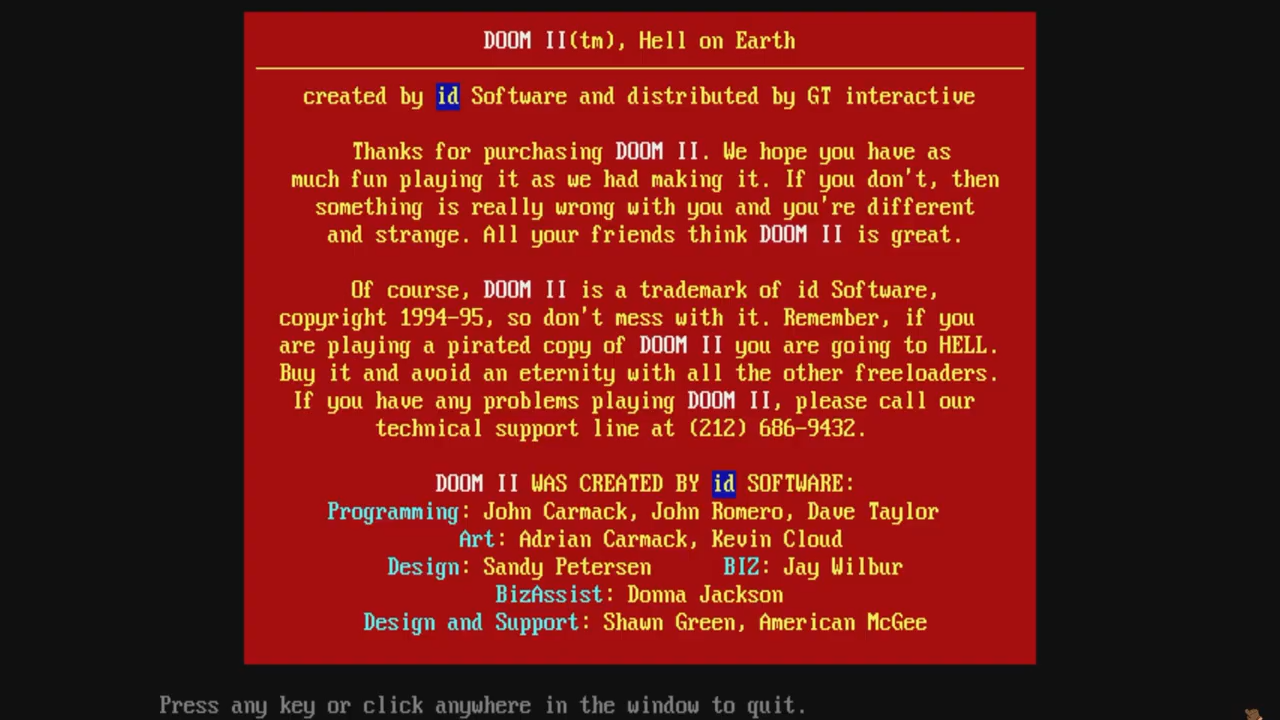 DOOM II(tm), Hell on Earth
created by id Software and distributed by GT interactive
Thanks for purchasing DOOM II. We hope you have as
much fun playing it as we had making it. If you don't, then
something is really wrong with you and you're different
and strange. All your friends think DOOM II is great.
Of course, DOOM II is a trademark of id Software,
copyright 1994-95, so don't mess with it. Remember, if you
are playing a pirated copy of DOOM II you are going to HELL.
Buy it and avoid an eternity with all the other freeloaders.
If you have any problems playing DOOM II, please call our
technical support line at (212) 686-9432.
DOOM II WAS CREATED BY id SOFTWARE:
Programming: John Carmack, John Romero, Dave Taylor
Art: Adrian Carmack, Kevin Cloud
Design: Sandy Petersen BIZ: Jay Wilbur
BizAssist: Donna Jackson
Design and Support: Shawn Green, American McGee
Press any key or click anywhere in the window to quit.